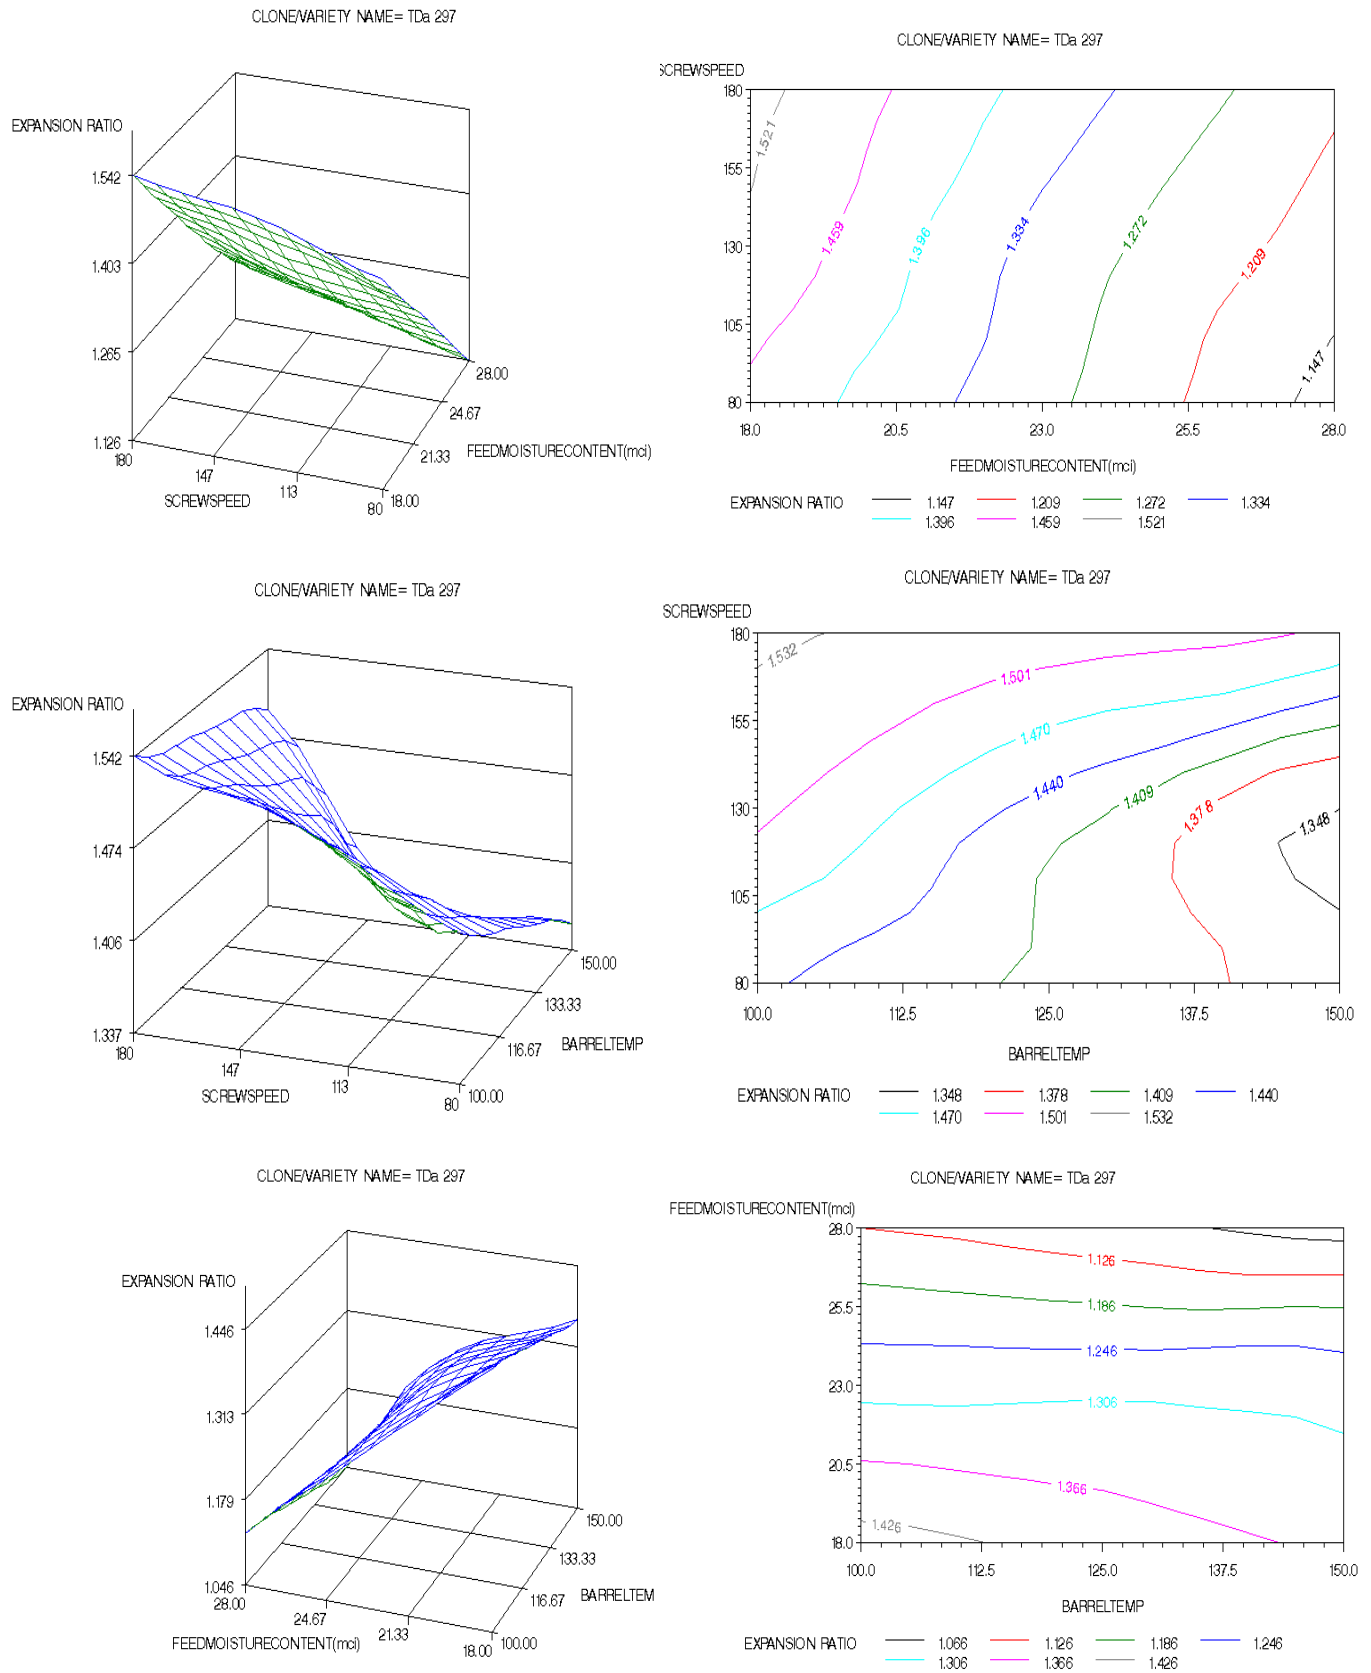 CLONE/VARIETY NAME= TDa 297
EXPANSION RATIO
1.542
1.403
1.265
1.126
180
147
113
80
SCREWSPEED
18.00
21.33
24.67
28.00
FEEDMOISTURECONTENT(mci)
CLONE/VARIETY NAME= TDa 297
SCREWSPEED
180
155
130
105
80
1.521
1.459
1.396
1.334
1.272
1.209
1.147
18.0 20.5 23.0 25.5 28.0
FEEDMOISTURECONTENT(mci)
EXPANSION RATIO 1.147 1.209 1.272 1.334
1.396 1.459 1.521
CLONE/VARIETY NAME= TDa 297
EXPANSION RATIO
1.542
1.474
1.406
1.337
180
147
113
80
SCREWSPEED
100.00
116.67
133.33
150.00
BARRELTEMP
CLONE/VARIETY NAME= TDa 297
SCREWSPEED
180
155
130
105
80
1.532
1.501
1.470
1.440
1.409
1.378
1.348
100.0 112.5 125.0 137.5 150.0
BARRELTEMP
EXPANSION RATIO 1.348 1.378 1.409 1.440
1.470 1.501 1.532
CLONE/VARIETY NAME= TDa 297
EXPANSION RATIO
1.446
1.313
1.179
1.046
28.00
24.67
21.33
18.00
FEEDMOISTURECONTENT(mci)
100.00
116.67
133.33
150.00
BARRELTEM
CLONE/VARIETY NAME= TDa 297
FEEDMOISTURECONTENT(mci)
28.0
25.5
23.0
20.5
18.0
1.126
1.186
1.246
1.306
1.366
1.426
100.0 112.5 125.0 137.5 150.0
BARRELTEMP
EXPANSION RATIO 1.066 1.126 1.186 1.246
1.306 1.366 1.426